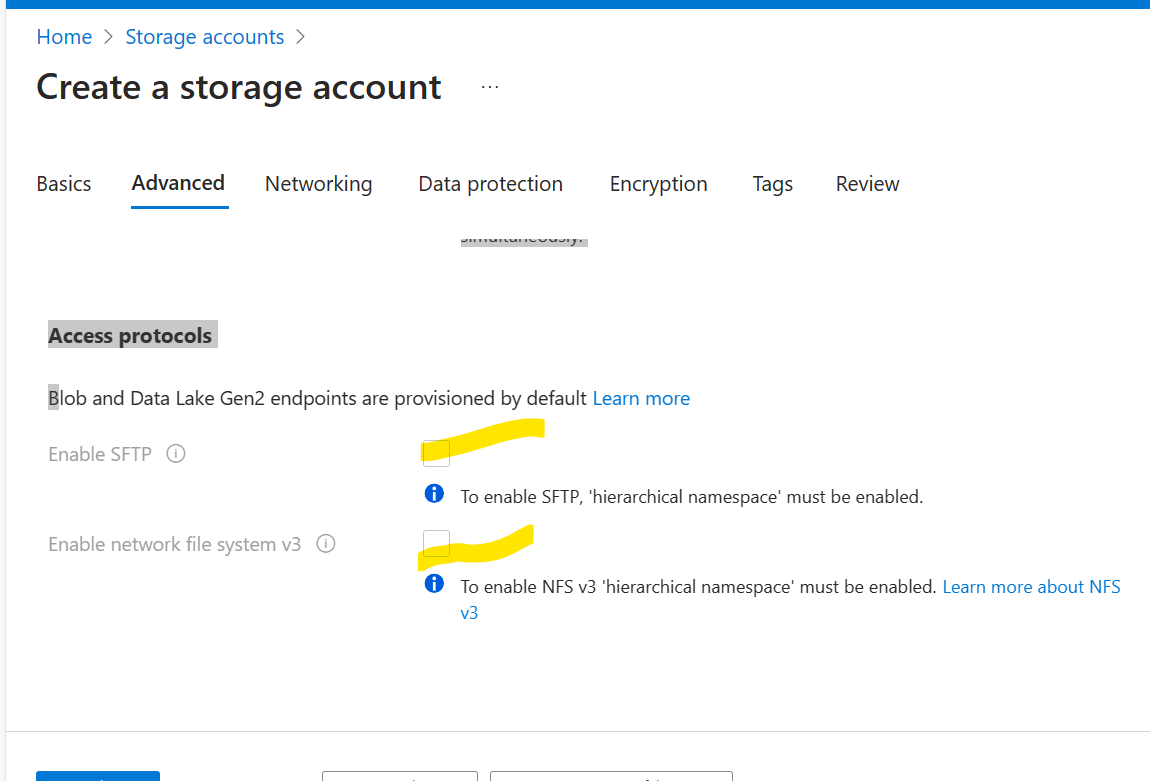 Home > Storage accounts >
Create a storage account ...
Basics Advanced Networking Data protection Encryption Tags Review
simultaneously.
Access protocols
Blob and Data Lake Gen2 endpoints are provisioned by default Learn more
Enable SFTP
To enable SFTP, 'hierarchical namespace' must be enabled.
Enable network file system v3
To enable NFS v3 'hierarchical namespace' must be enabled. Learn more about NFS
v3